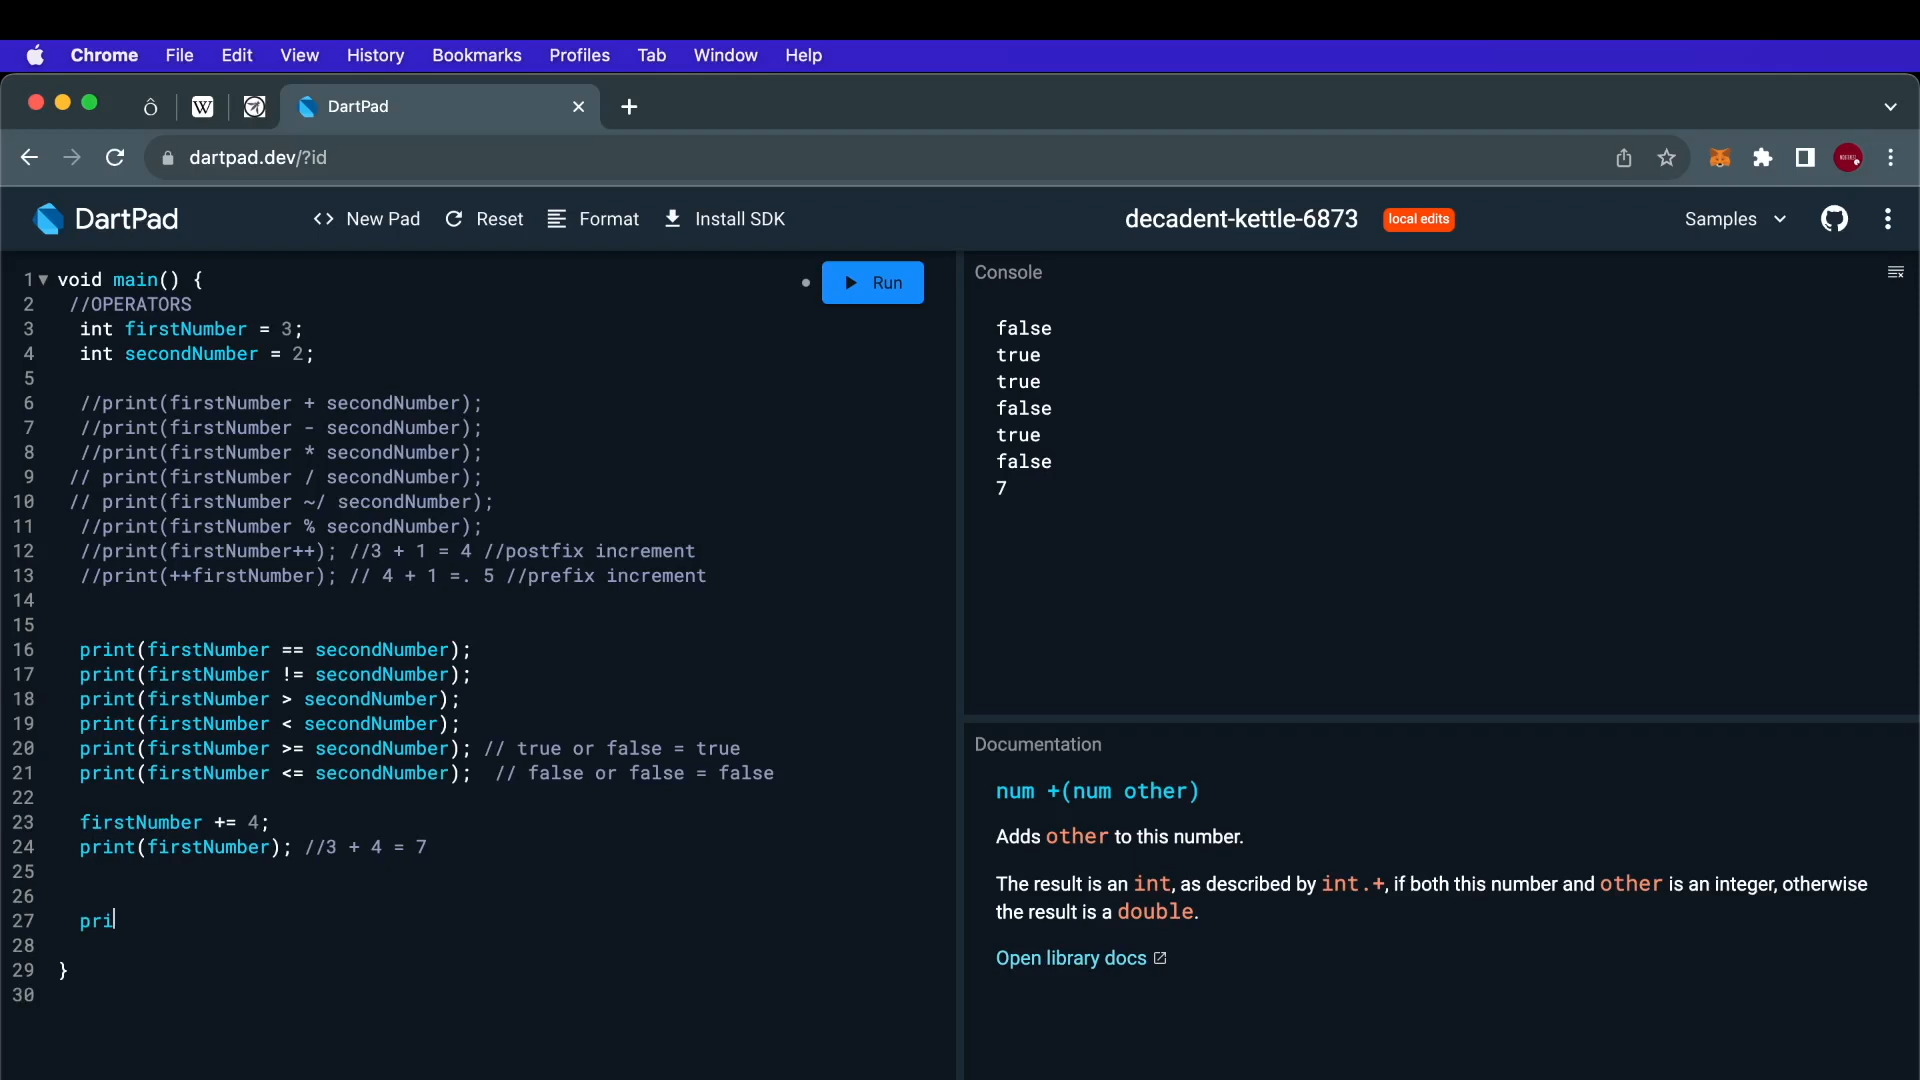 Chrome File Edit View History Bookmarks Profiles Tab Window Help
DartPad
dartpad.dev/?id
DartPad
New Pad Reset Format Install SDK
decadent-kettle-6873 local edits
Samples
1 void main() {
2 //OPERATORS
3 int firstNumber = 3;
4 int secondNumber = 2;
5
6 //print(firstNumber + secondNumber);
7 //print(firstNumber - secondNumber);
8 //print(firstNumber * secondNumber);
9 // print(firstNumber / secondNumber);
10 // print(firstNumber ~/ secondNumber);
11 //print(firstNumber % secondNumber);
12 //print(firstNumber++); //3 + 1 = 4 //postfix increment
13 //print(++firstNumber); // 4 + 1 =. 5 //prefix increment
14
15
16 print(firstNumber == secondNumber);
17 print(firstNumber != secondNumber);
18 print(firstNumber > secondNumber);
19 print(firstNumber < secondNumber);
20 print(firstNumber >= secondNumber); // true or false = true
21 print(firstNumber <= secondNumber); // false or false = false
22
23 firstNumber += 4;
24 print(firstNumber); //3 + 4 = 7
25
26
27 pri
28
29 }
30
Run
Console
false
true
true
false
true
false
7
Documentation
num +(num other)
Adds other to this number.
The result is an int, as described by int.+, if both this number and other is an integer, otherwise
the result is a double.
Open library docs